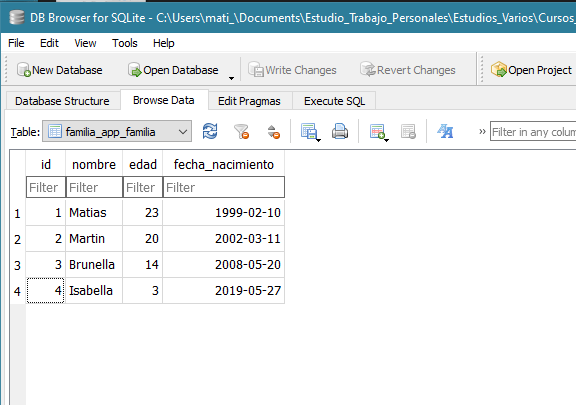 DB Browser for SQLite - C:\Users\mati_\Documents\Estudio_Trabajo_Personales\Estudios_Varios\Cursos_
File Edit View Tools Help
New Database Open Database Write Changes Revert Changes Open Project
Database Structure Browse Data Edit Pragmas Execute SQL
Table: familia_app_familia » Filter in any colum
id nombre edad fecha_nacimiento
Filter Filter Filter Filter
1 1 Matias 23 1999-02-10
2 2 Martin 20 2002-03-11
3 3 Brunella 14 2008-05-20
4 4 Isabella 3 2019-05-27